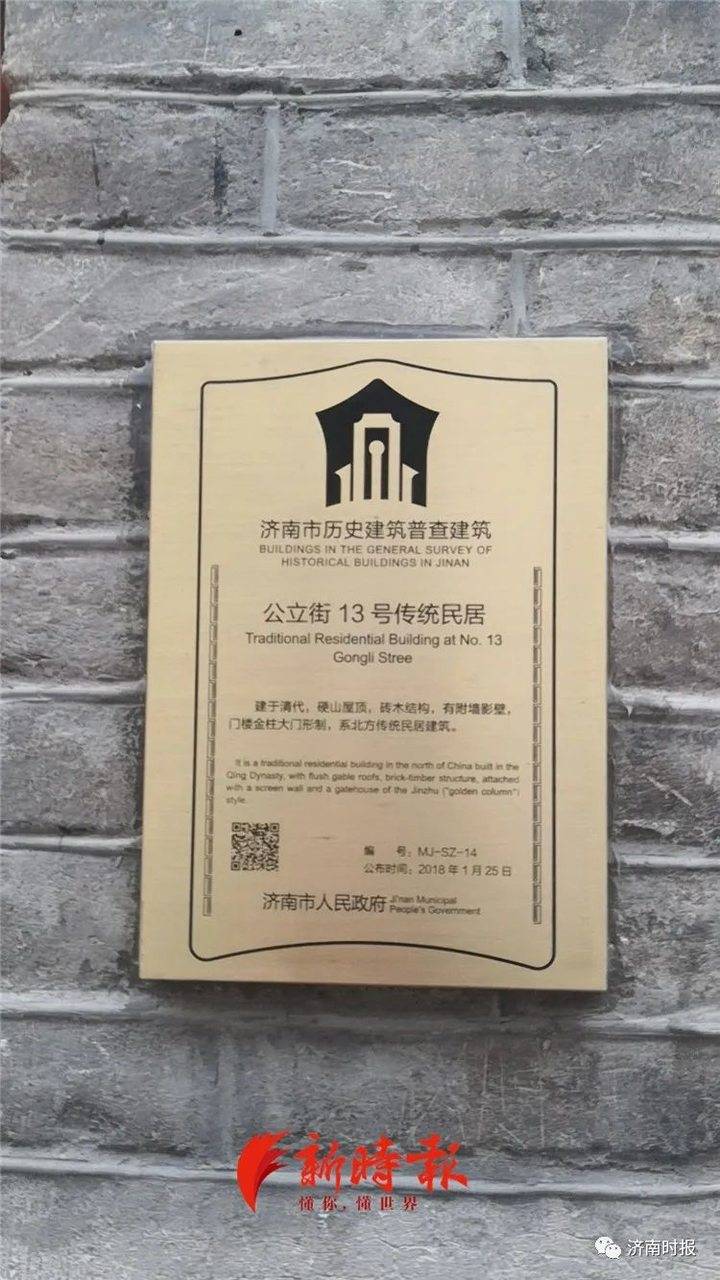 济南市历史建筑普查建筑
BUILDINGS IN THE GENERAL SURVEY OF
HISTORICAL BUILDINGS IN JINAN
公立街 13 号传统民居
Traditional Residential Building at No. 13
Gongli Stree
建于清代，硬山屋顶，砖木结构，有附墙影壁，
门楼金柱大门形制，系北方传统民居建筑。
It is a traditional residential building in the north of China built in the
Qing Dynasty, with flush gable roofs, brick-timber structure, attached
with a screen wall and a gatehouse of the Jinzhu ("golden column")
style.
编 号：MJ-SZ-14
公布时间：2018 年 1 月 25 日
济南市人民政府 Ji'nan Municipal
People's Government
新時報
懂你，懂世界
济南时报